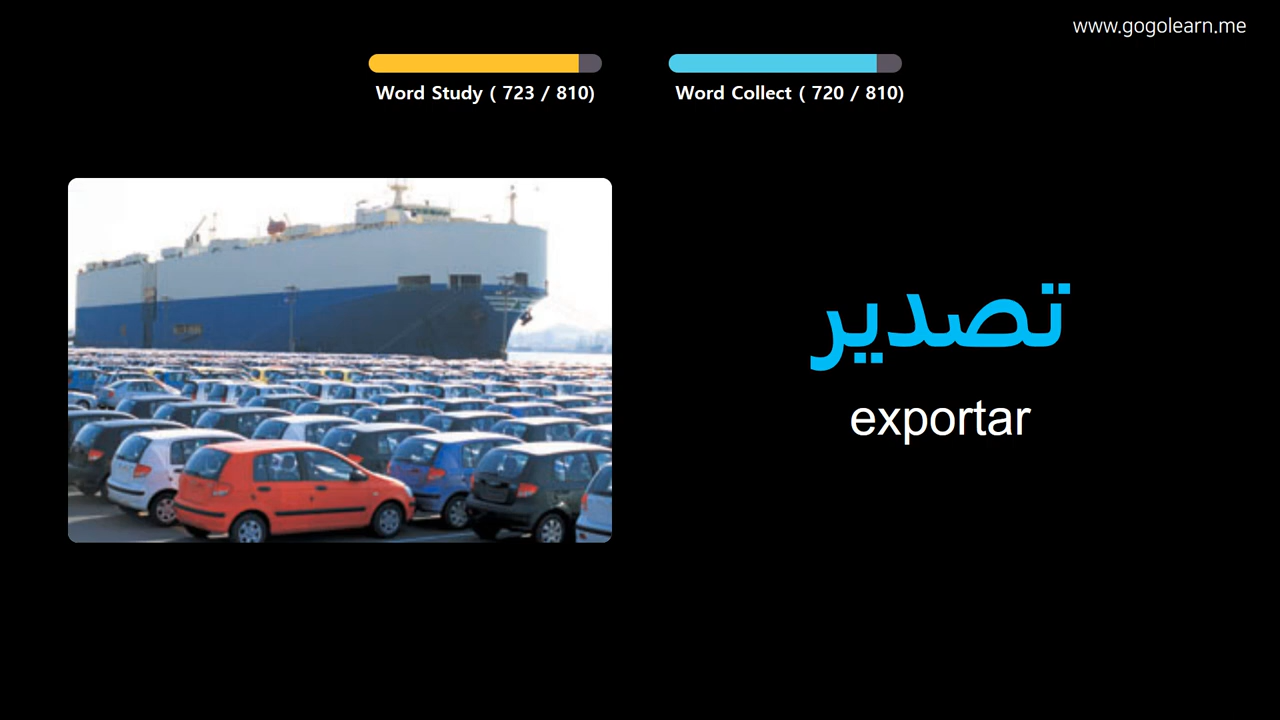 www.gogolearn.me
Word Study ( 723 / 810)
Word Collect ( 720 / 810)
تصدير
exportar